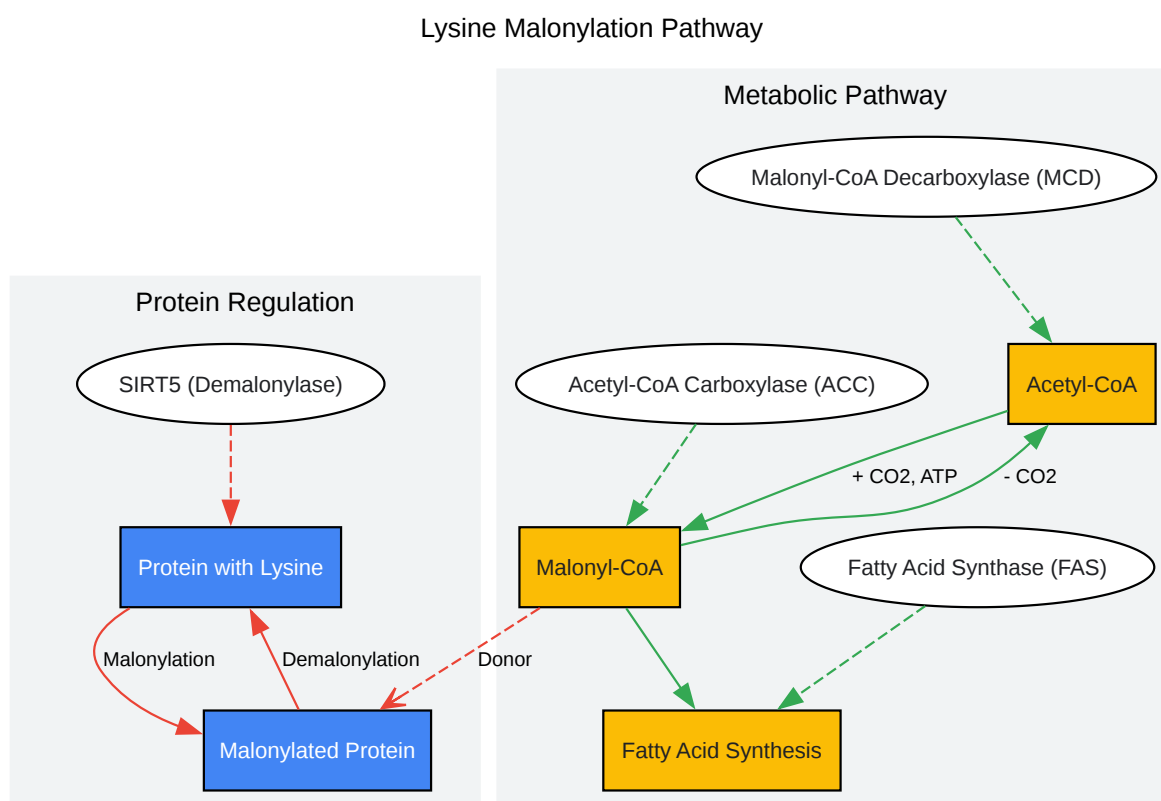 Lysine Malonylation Pathway
Metabolic Pathway
Malonyl-CoA Decarboxylase (MCD)
Protein Regulation
SIRT5 (Demalonylase)
Acetyl-CoA Carboxylase (ACC)
Acetyl-CoA
+ CO2, ATP
- CO2
Protein with Lysine
Malonyl-CoA
Fatty Acid Synthase (FAS)
Malonylation
Demalonylation
Donor
Malonylated Protein
Fatty Acid Synthesis